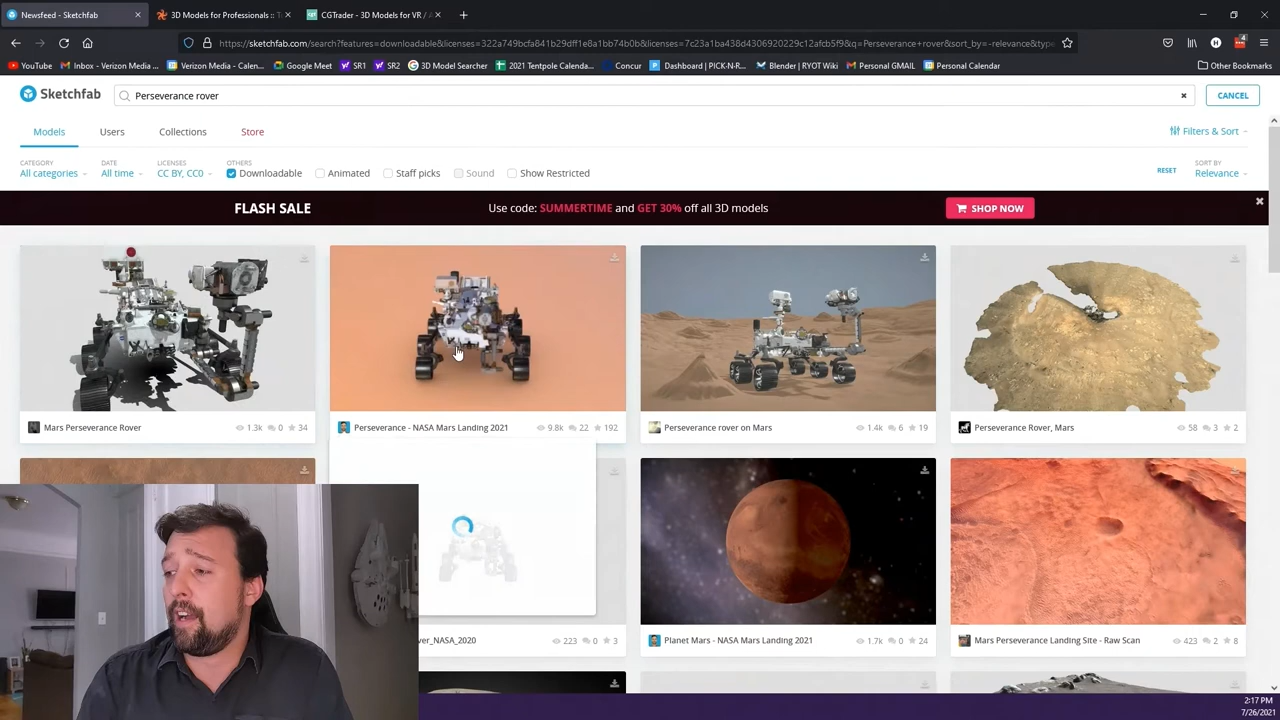 Newsfeed - Sketchfab
3D Models for Professionals :: T
CGTrader - 3D Models for VR / A
https://sketchfab.com/search?features=downloadable&licenses=322a749bcfa841b29dff1e8a1bb74b0b&licenses=7c23a1ba438d4306920229c12afcb5f9&q=Perseverance+rover&sort_by=-relevance&type
H
4
YouTube
Inbox - Verizon Media -
Verizon Media - Calen...
Google Meet
SR1
SR2
3D Model Searcher
2021 Tentpole Calenda...
Concur
Dashboard | PICK-N-R...
Blender | RYOT Wiki
Personal GMAIL
Personal Calendar
Other Bookmarks
Sketchfab
Perseverance rover
CANCEL
Models
Users
Collections
Store
Filters & Sort
CATEGORY
All categories
DATE
All time
LICENSES
CC BY, CC0
OTHERS
Downloadable
Animated
Staff picks
Sound
Show Restricted
RESET
SORT BY
Relevance
FLASH SALE
Use code: SUMMERTIME and GET 30% off all 3D models
SHOP NOW
Mars Perseverance Rover 1.3k 0 34
Perseverance - NASA Mars Landing 2021 9.8k 22 192
Perseverance rover on Mars 1.4k 6 19
Perseverance Rover, Mars 58 3 2
ver_NASA_2020 223 0 3
Planet Mars - NASA Mars Landing 2021 1.7k 0 24
Mars Perseverance Landing Site - Raw Scan 423 2 8
2:17 PM
7/26/2021